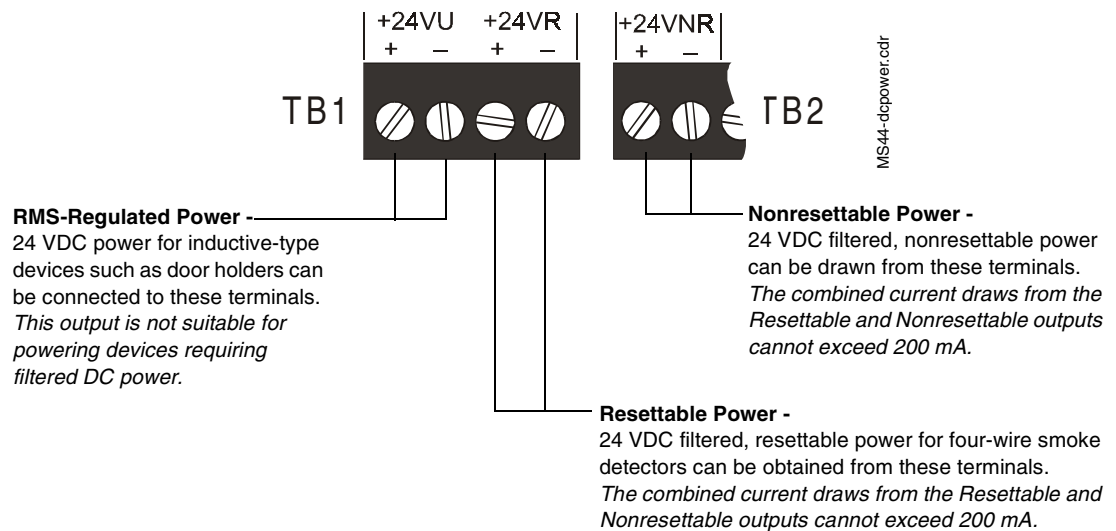 +24VU +24VR +24VNR
+ – + – + –
TB1 TB2
MS44-dcpower.cdr
RMS-Regulated Power -
24 VDC power for inductive-type
devices such as door holders can
be connected to these terminals.
This output is not suitable for
powering devices requiring
filtered DC power.
Nonresettable Power -
24 VDC filtered, nonresettable power
can be drawn from these terminals.
The combined current draws from the
Resettable and Nonresettable outputs
cannot exceed 200 mA.
Resettable Power -
24 VDC filtered, resettable power for four-wire smoke
detectors can be obtained from these terminals.
The combined current draws from the Resettable and
Nonresettable outputs cannot exceed 200 mA.